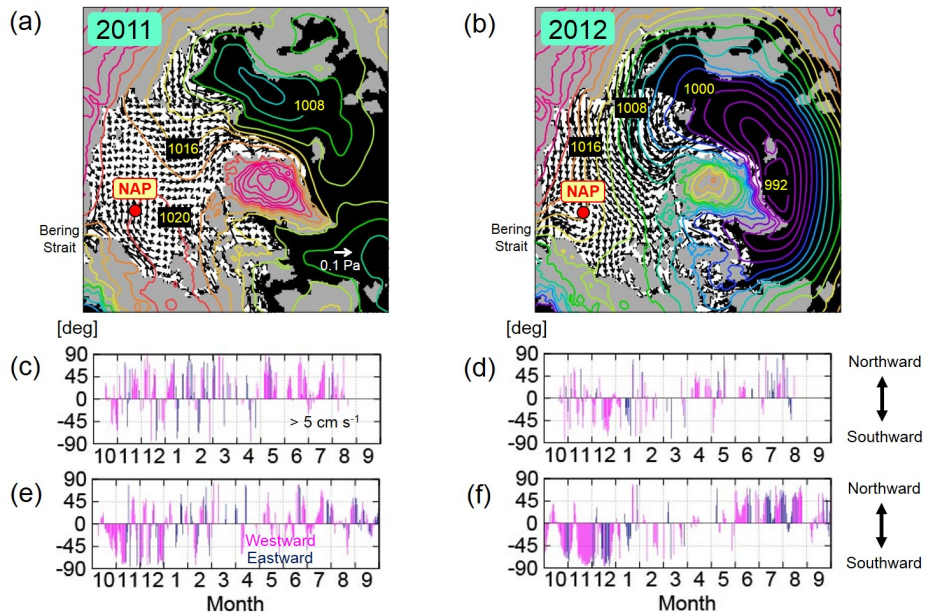 (a)
2011
1008
1016
NAP
1020
Bering
Strait
0.1 Pa
(b)
2012
1000
1008
1016
NAP
992
Bering
Strait
[deg]
(c)
90
45
0
-45
-90
> 5 cm s⁻¹
10 11 12 1 2 3 4 5 6 7 8 9
(d)
90
45
0
-45
-90
10 11 12 1 2 3 4 5 6 7 8 9
Northward
Southward
(e)
90
45
0
-45
-90
Westward
Eastward
10 11 12 1 2 3 4 5 6 7 8 9
Month
[deg]
(f)
90
45
0
-45
-90
10 11 12 1 2 3 4 5 6 7 8 9
Month
Northward
Southward